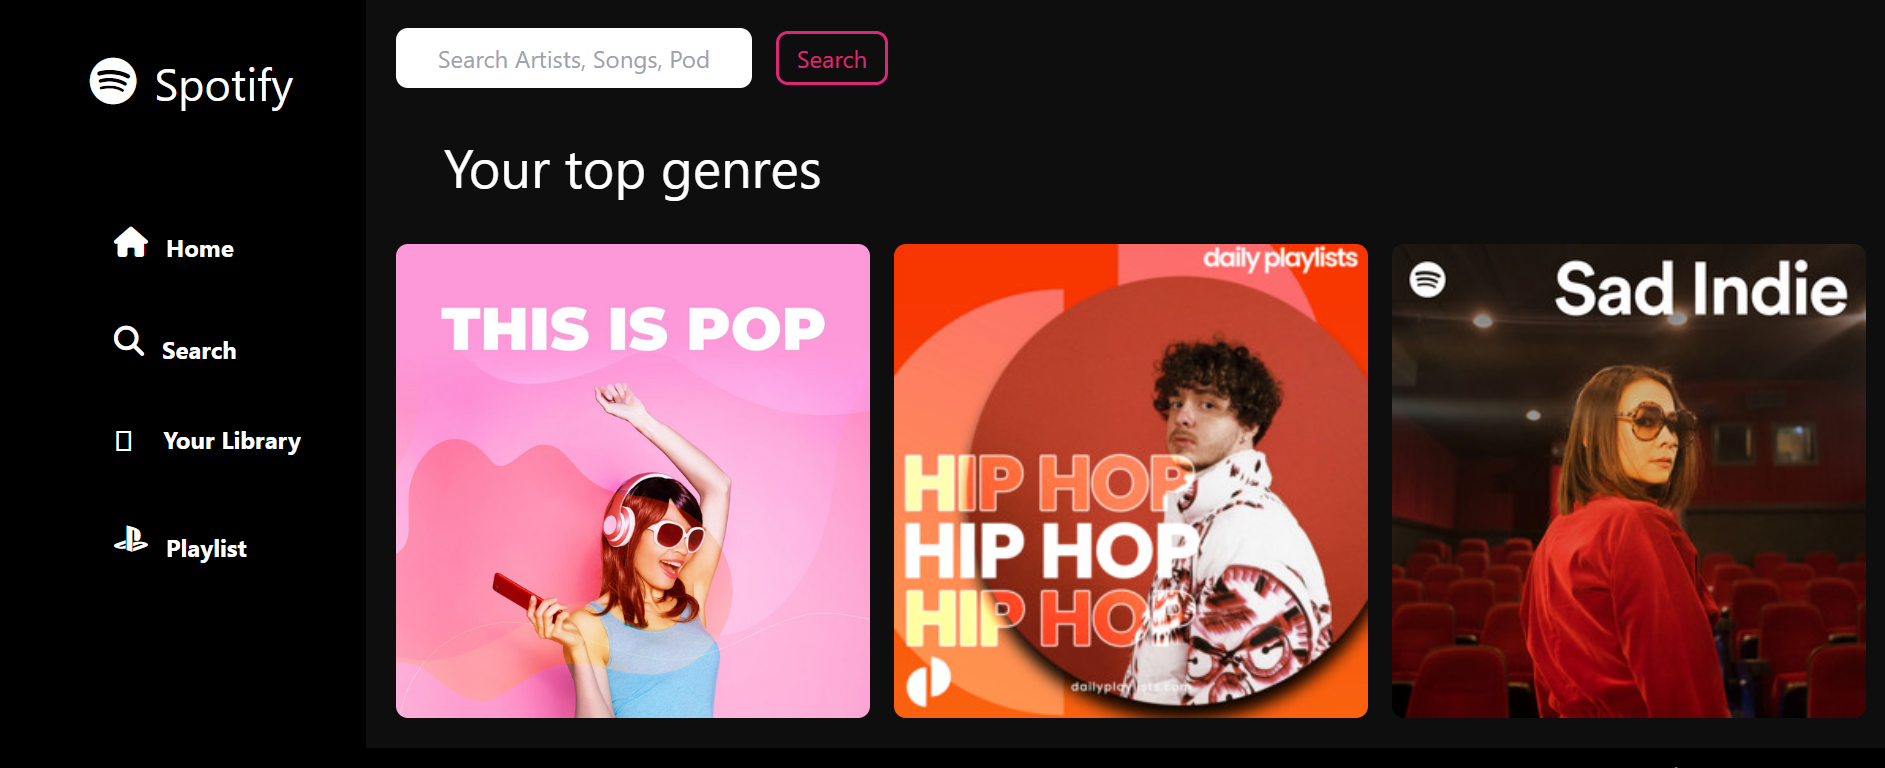 Spotify
Home
Search
Your Library
Playlist
Search Artists, Songs, Pod
Search
Your top genres
THIS IS POP
daily playlists
HIP HOP
HIP HOP
HIP HOP
dailyplaylists.com
Sad Indie